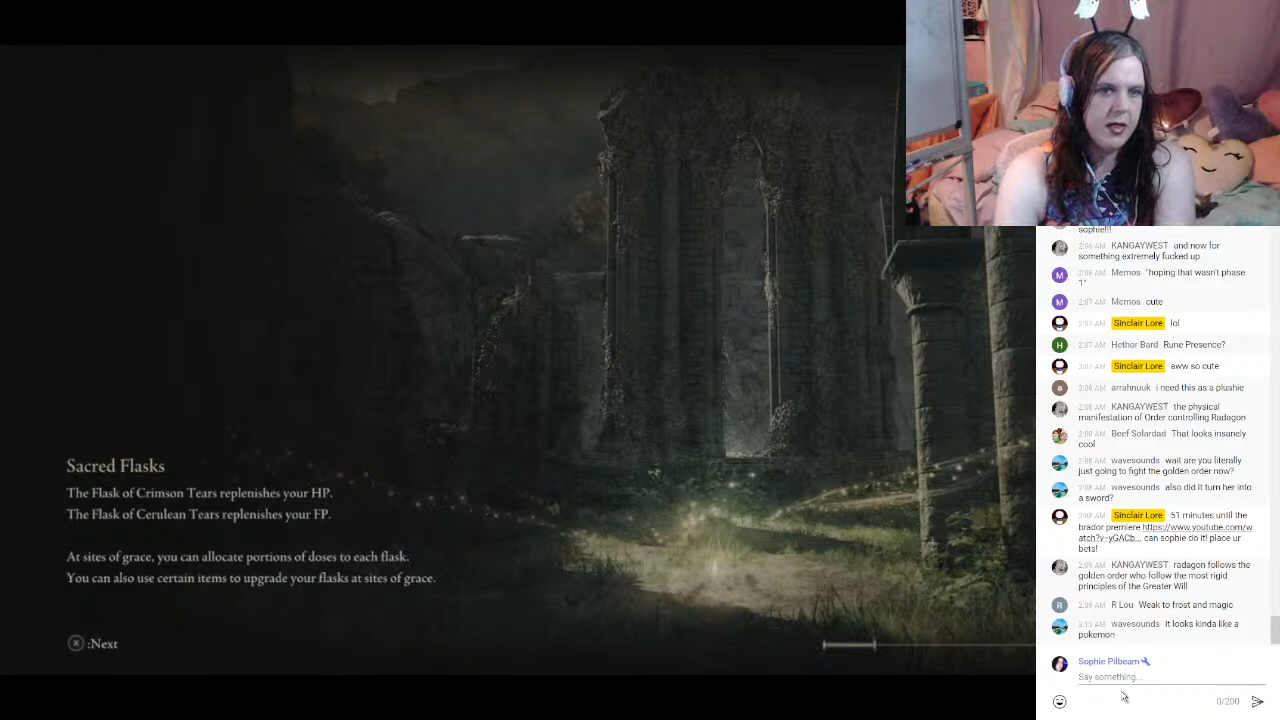 sophie!!!
2:06 AM KANGAYWEST and now for
something extremely fucked up
M 2:06 AM Memos "hoping that wasn't phase
1"
M 2:07 AM Memos cute
2:07 AM Sinclair Lore lol
H 2:07 AM Hethor Bard Rune Presence?
2:07 AM Sinclair Lore aww so cute
a 2:08 AM arrahnuuk i need this as a plushie
2:08 AM KANGAYWEST the physical
manifestation of Order controlling Radagon
2:08 AM Beef Solardad That looks insanely
cool
2:08 AM wavesounds wait are you literally
just going to fight the golden order now?
2:08 AM wavesounds also did it turn her into
a sword?
2:08 AM Sinclair Lore 51 minutes until the
brador premiere https://www.youtube.com/w
atch?v=yGACb... can sophie do it! place ur
bets!
2:09 AM KANGAYWEST radagon follows the
golden order who follow the most rigid
principles of the Greater Will
R 2:09 AM R Lou Weak to frost and magic
2:13 AM wavesounds it looks kinda like a
pokemon
Sophie Pilbeam
Say something...
0/200
Sacred Flasks
The Flask of Crimson Tears replenishes your HP.
The Flask of Cerulean Tears replenishes your FP.
At sites of grace, you can allocate portions of doses to each flask.
You can also use certain items to upgrade your flasks at sites of grace.
X :Next